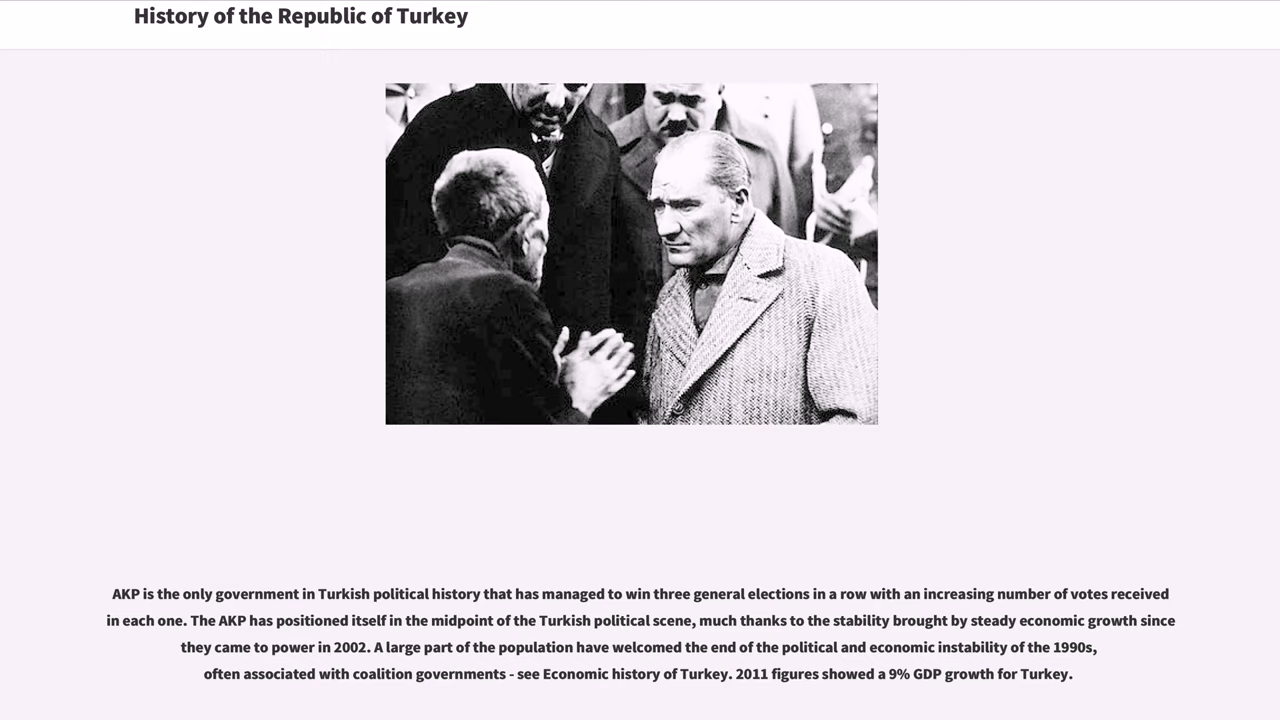 History of the Republic of Turkey
AKP is the only government in Turkish political history that has managed to win three general elections in a row with an increasing number of votes received
in each one. The AKP has positioned itself in the midpoint of the Turkish political scene, much thanks to the stability brought by steady economic growth since
they came to power in 2002. A large part of the population have welcomed the end of the political and economic instability of the 1990s,
often associated with coalition governments - see Economic history of Turkey. 2011 figures showed a 9% GDP growth for Turkey.